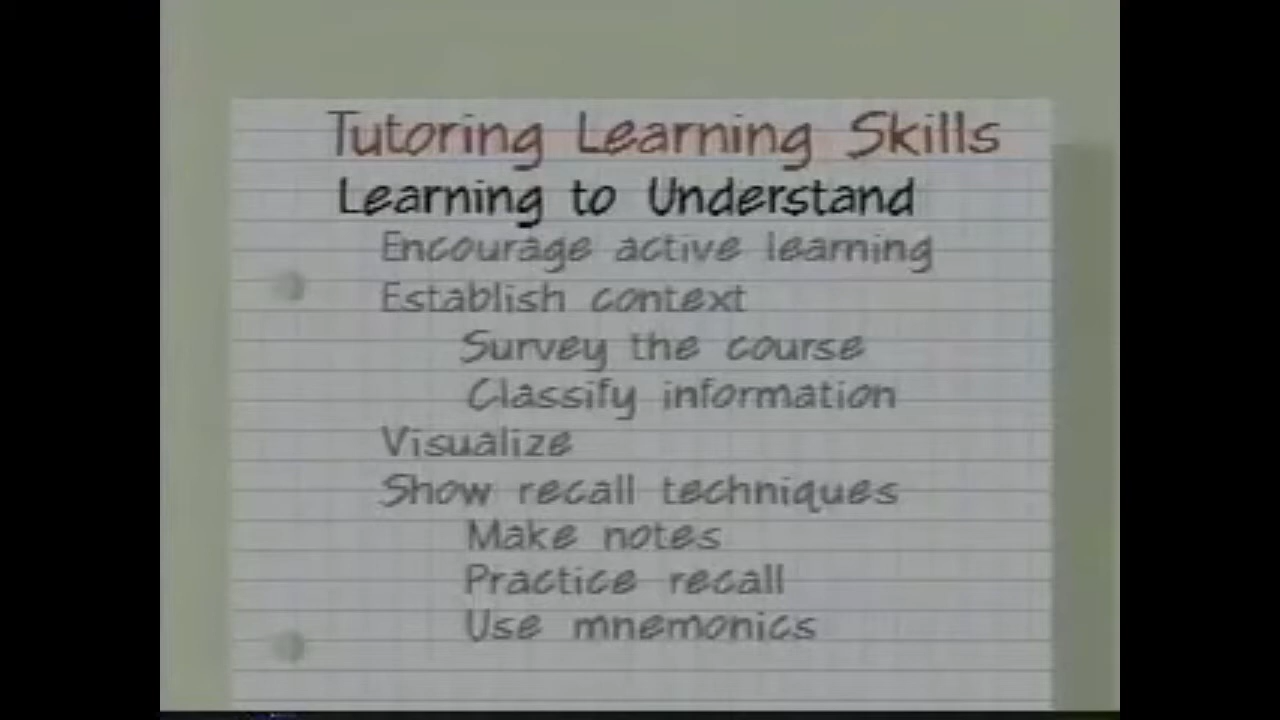 Tutoring Learning Skills
Learning to Understand
Encourage active learning
Establish context
Survey the course
Classify information
Visualize
Show recall techniques
Make notes
Practice recall
Use mnemonics